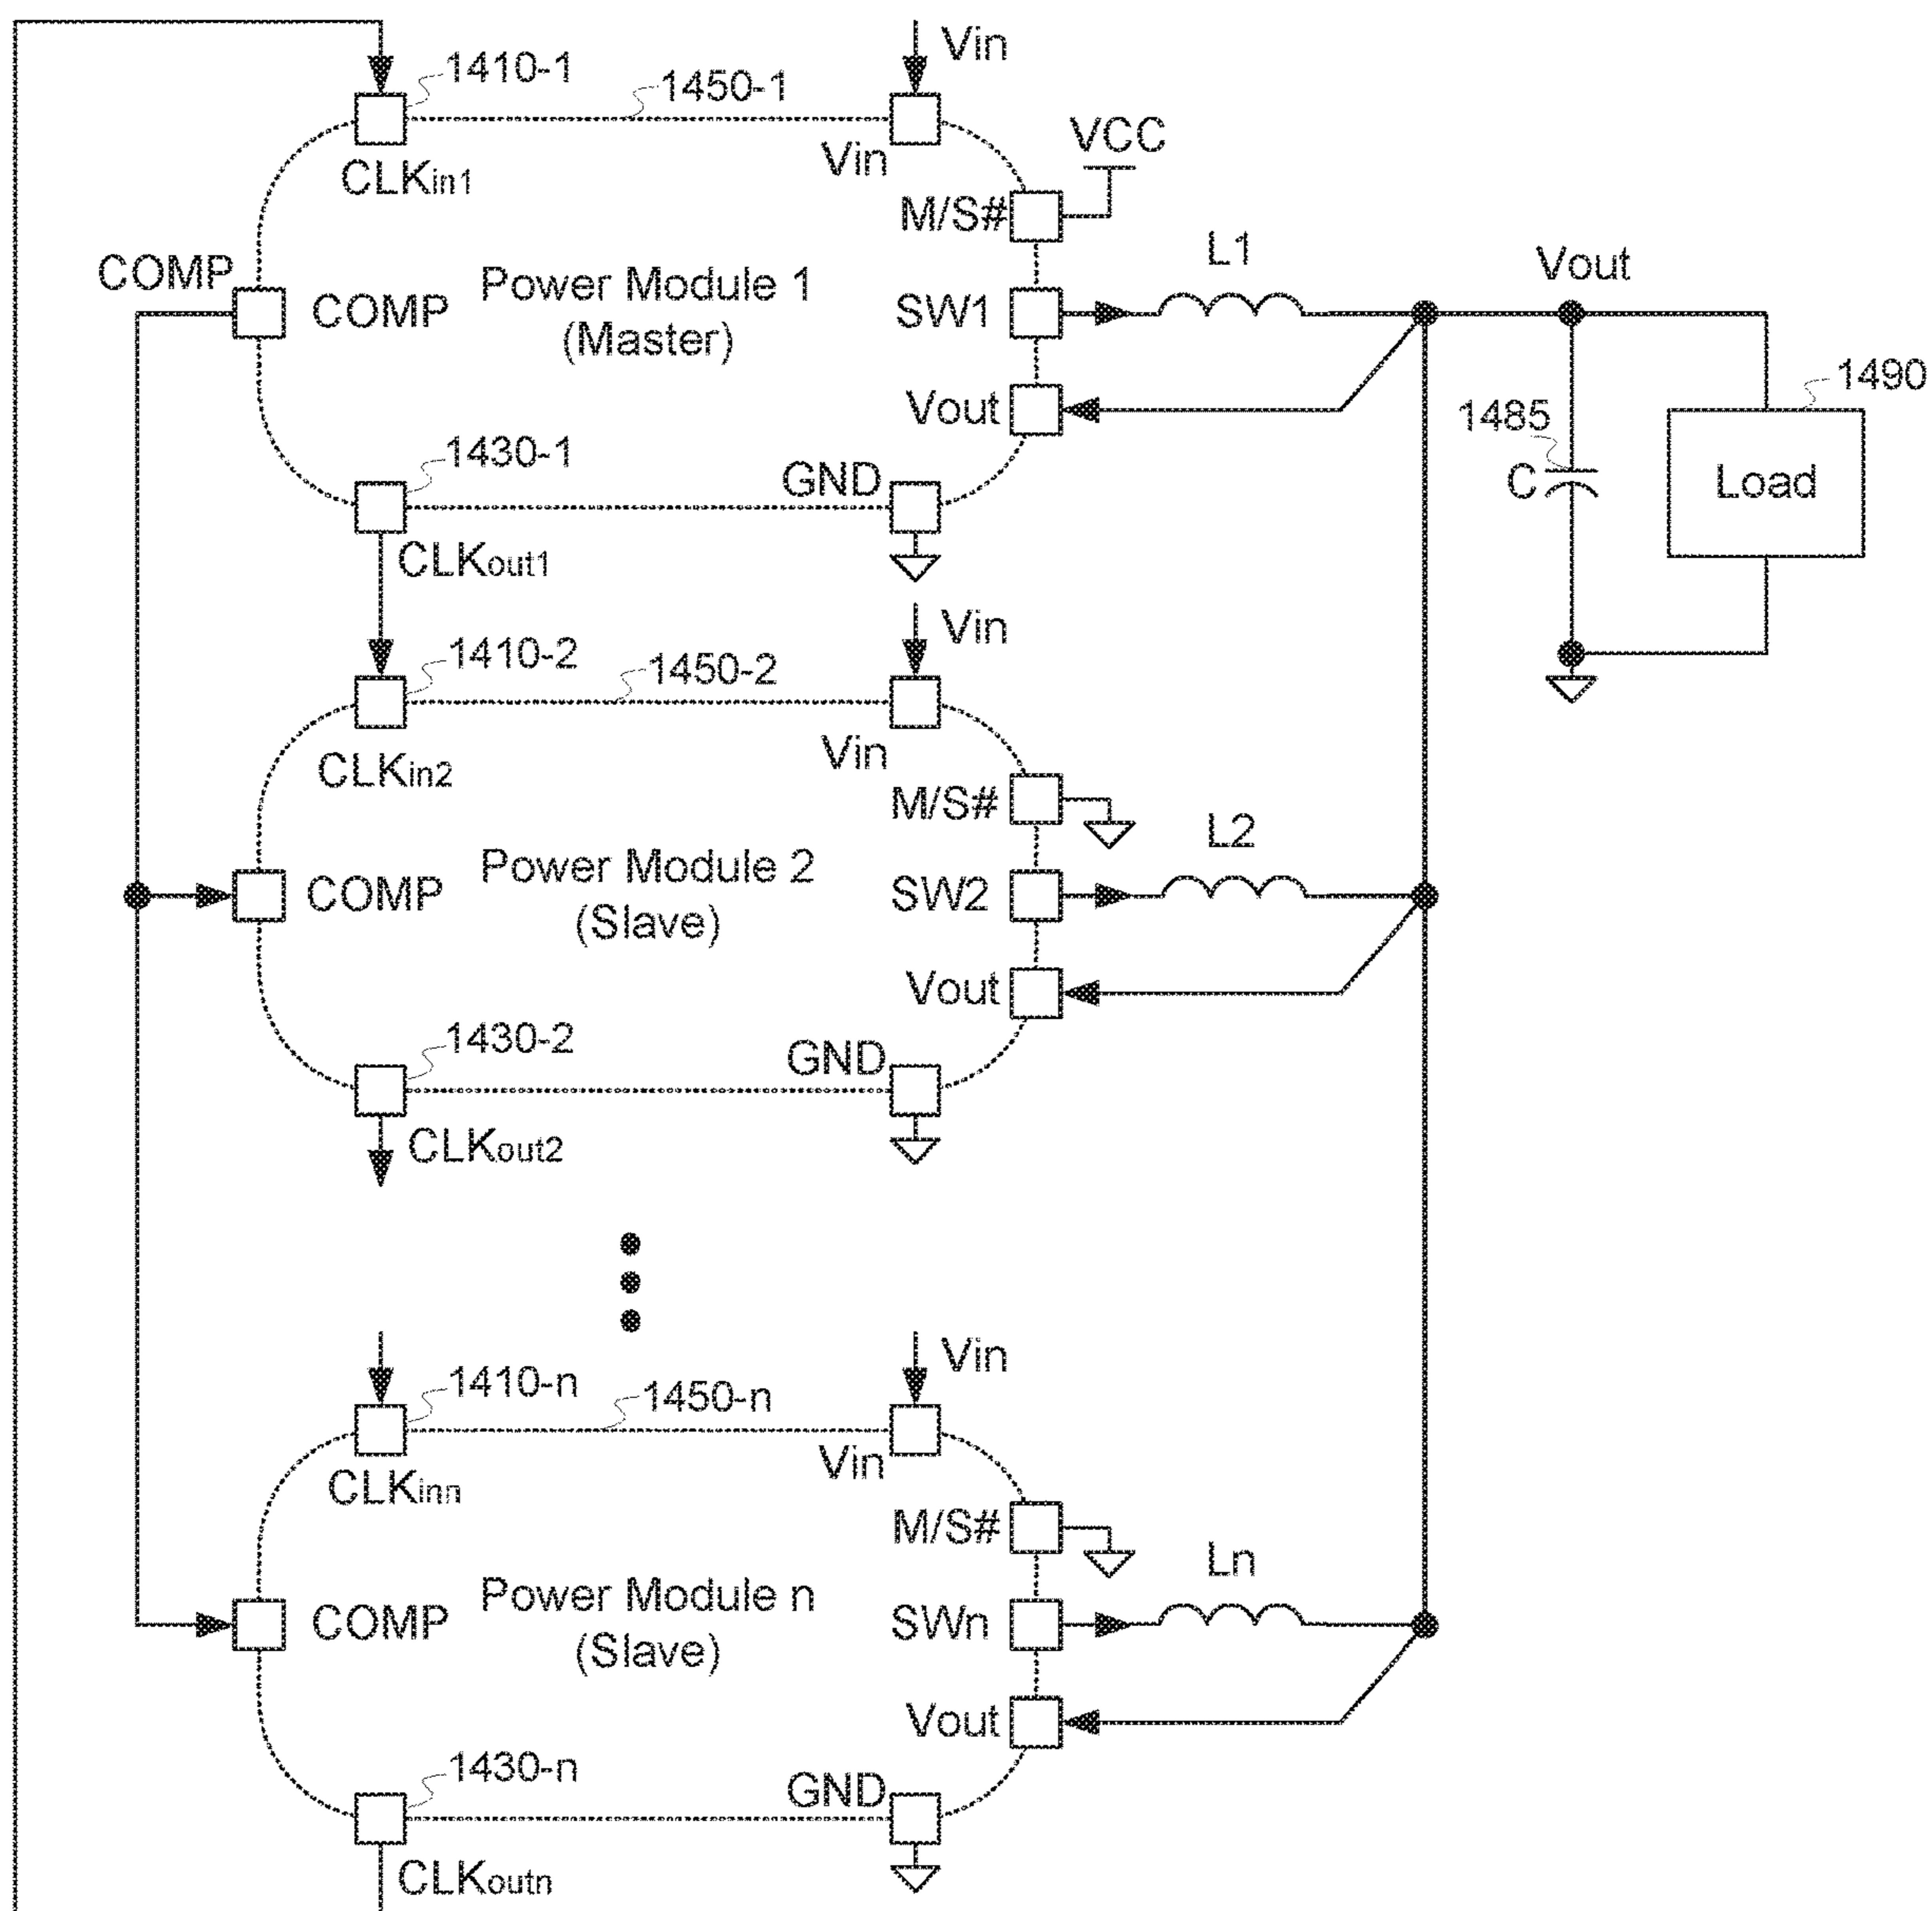 1410-1
1450-1
Vin
CLKin1
Vin
VCC
M/S#
COMP
COMP
Power Module 1
(Master)
SW1
L1
Vout
Vout
1490
1485
C
Load
1430-1
GND
CLKout1
1410-2
1450-2
Vin
CLKin2
Vin
M/S#
L2
COMP
Power Module 2
(Slave)
SW2
Vout
1430-2
GND
CLKout2
1410-n
1450-n
Vin
CLKinn
Vin
M/S#
Ln
COMP
Power Module n
(Slave)
SWn
Vout
1430-n
GND
CLKoutn